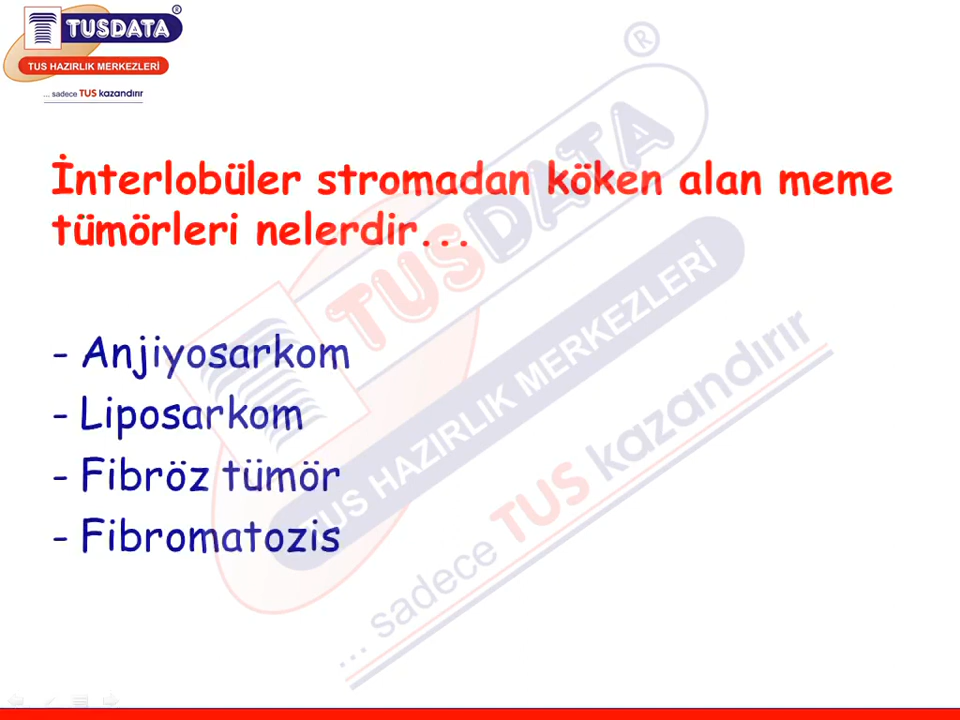 TUSDATA®
TUS HAZIRLIK MERKEZLERİ
... sadece TUS kazandırır
İnterlobüler stromadan köken alan meme
tümörleri nelerdir...
- Anjiyosarkom
- Liposarkom
- Fibröz tümör
- Fibromatozis
TUSDATA®
TUS HAZIRLIK MERKEZLERİ
... sadece TUS kazandırır